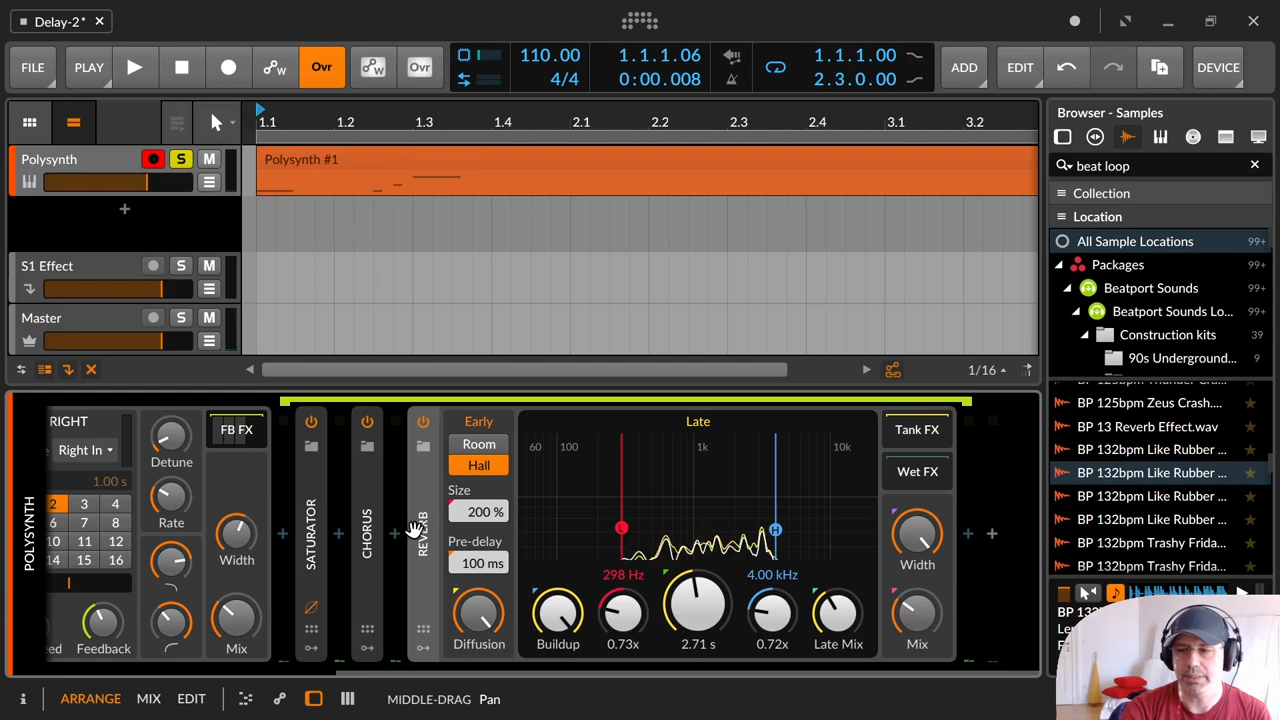 Delay-2*
FILE
PLAY
Ovr
Ovr
110.00
4/4
1.1.1.06
0:00.008
1.1.1.00
2.3.0.00
ADD
EDIT
DEVICE
1.1
1.2
1.3
1.4
2.1
2.2
2.3
2.4
3.1
3.2
Polysynth
S
M
Polysynth #1
S1 Effect
S
M
Master
S
M
1/16
Browser - Samples
beat loop
Collection
Location
All Sample Locations 99+
Packages 99+
Beatport Sounds 99+
Beatport Sounds Lo... 99+
Construction kits 39
90s Underground... 9
BP 125bpm Zeus Crash....
BP 13 Reverb Effect.wav
BP 132bpm Like Rubber ...
BP 132bpm Like Rubber ...
BP 132bpm Like Rubber ...
BP 132bpm Like Rubber ...
BP 132bpm Trashy Frida...
BP 132bpm Trashy Frida...
POLYSYNTH
RIGHT
Right In
1.00 s
2 3 4
7 8
10 11 12
14 15 16
Feedback
Detune
Rate
FB FX
Width
Mix
SATURATOR
CHORUS
Early
Room
Hall
Size
200 %
Pre-delay
100 ms
Diffusion
Late
60 100 1k 10k
L
H
298 Hz
4.00 kHz
Buildup
0.73x
2.71 s
0.72x
Late Mix
Tank FX
Wet FX
Width
Mix
ARRANGE
MIX
EDIT
MIDDLE-DRAG Pan